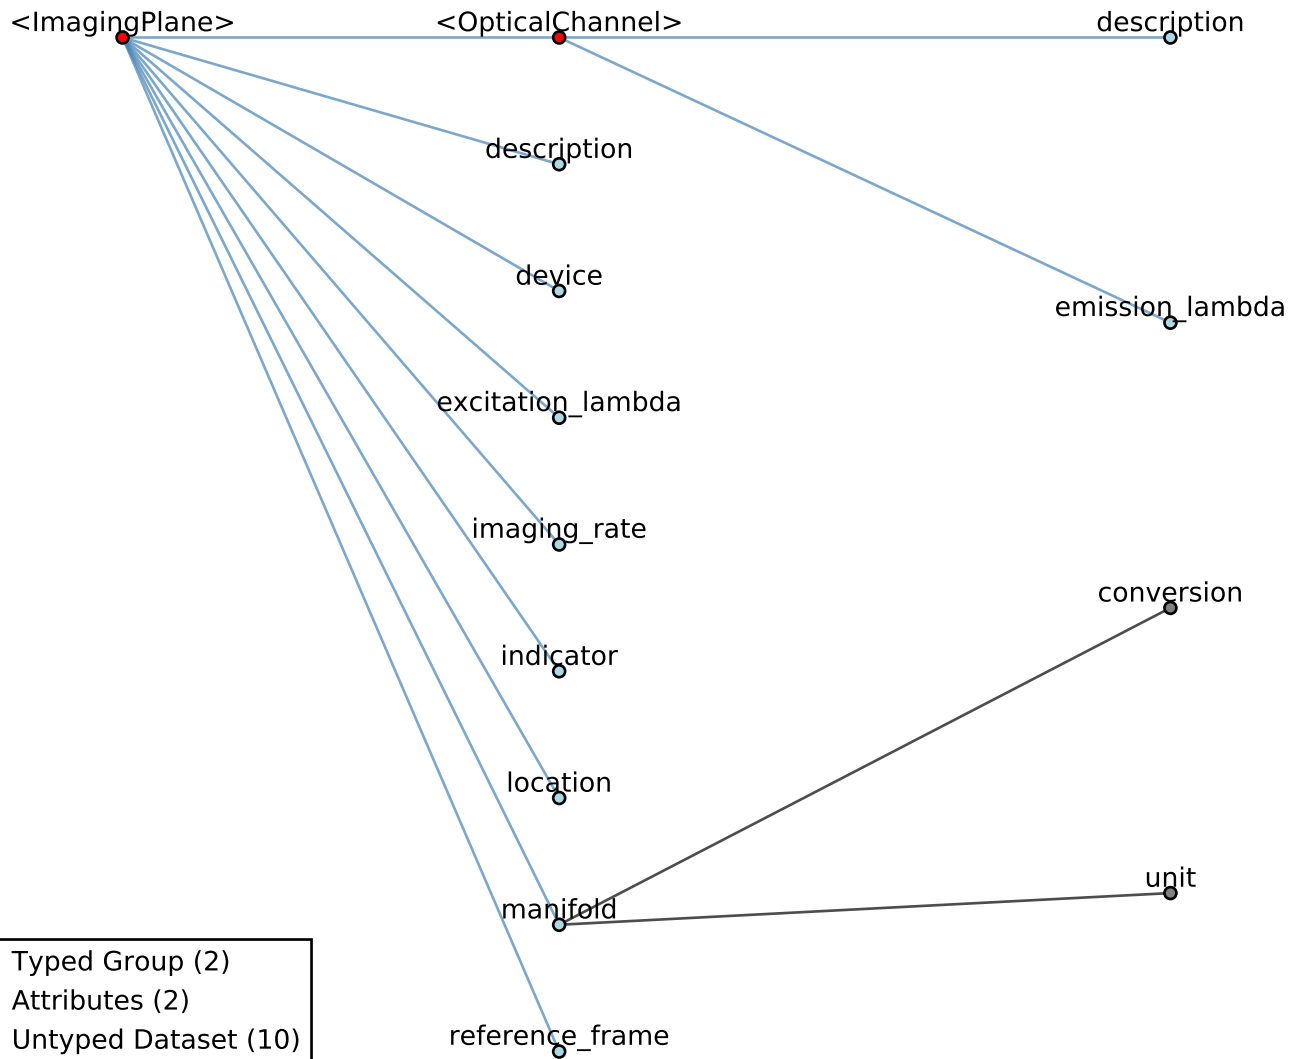 <ImagingPlane>
<OpticalChannel>
description
description
device
emission_lambda
excitation_lambda
imaging_rate
conversion
indicator
location
unit
manifold
Typed Group (2)
Attributes (2)
Untyped Dataset (10)
reference_frame